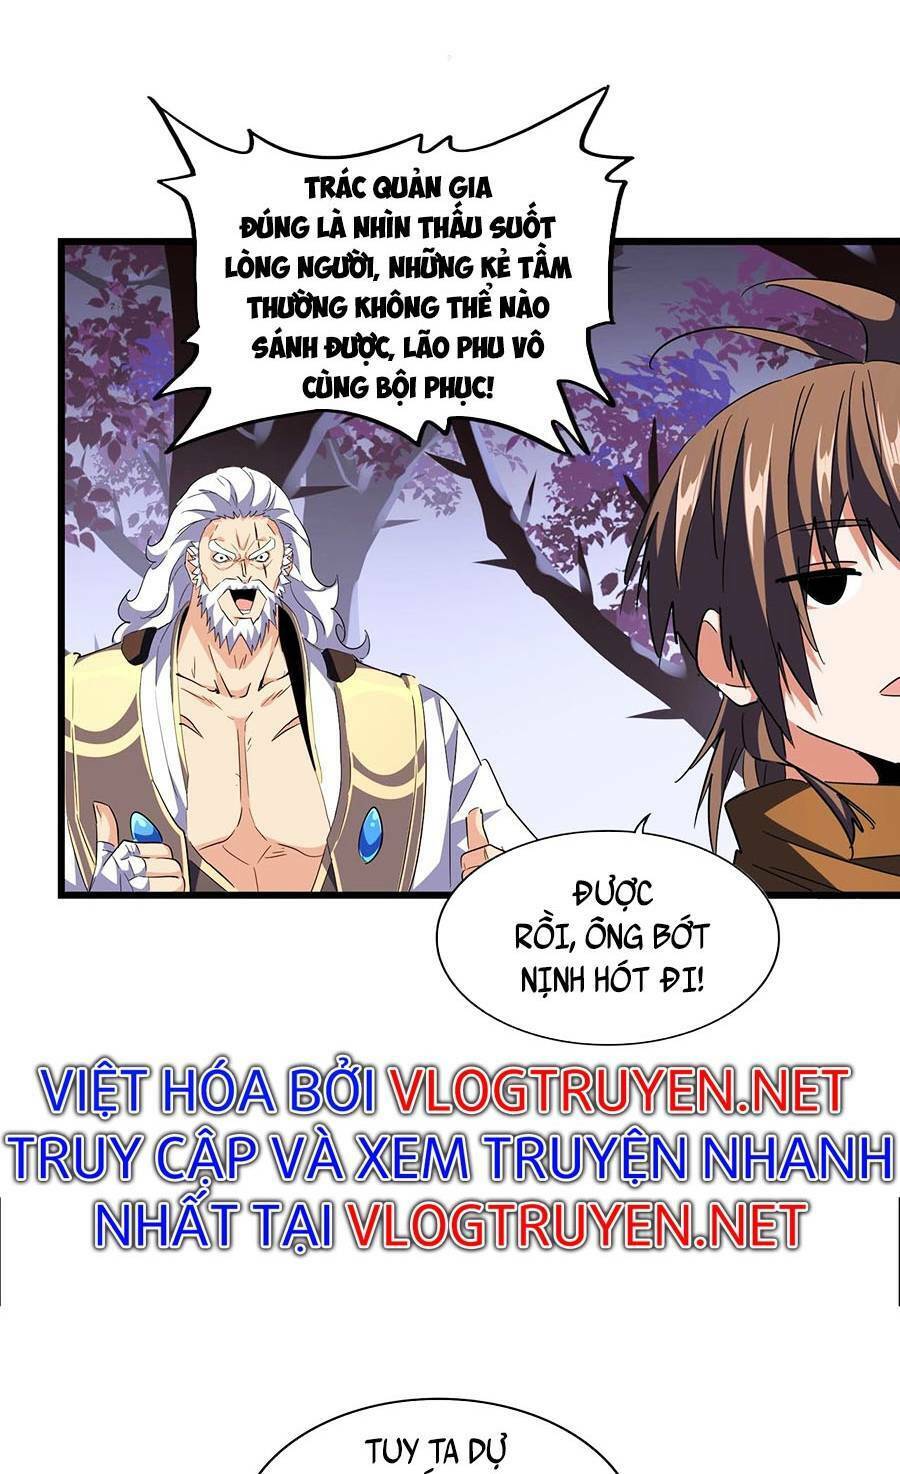 TRÁC QUẢN GIA
ĐÚNG LÀ NHÌN THẤU SUỐT
LÒNG NGƯỜI, NHỮNG KẺ TẦM
THƯỜNG KHÔNG THỂ NÀO
SÁNH ĐƯỢC, LÃO PHU VÔ
CÙNG BỘI PHỤC!
ĐƯỢC
RỒI, ÔNG BỚT
NỊNH HÓT ĐI!
VIỆT HÓA BỞI VLOGTRUYEN.NET
TRUY CẬP VÀ XEM TRUYỆN NHANH
NHẤT TẠI VLOGTRUYEN.NET
TUY TA DỰ